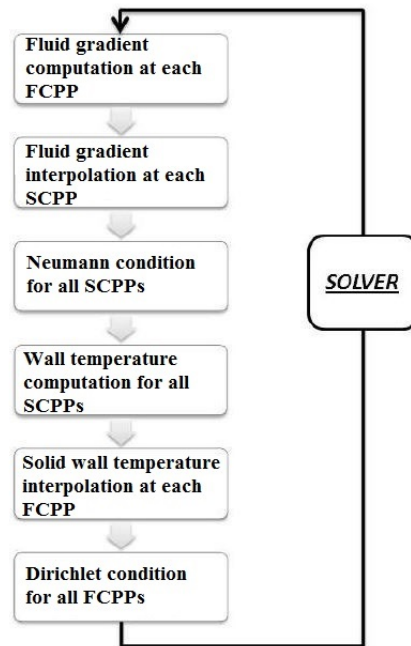 Fluid gradient
computation at each
FCPP
Fluid gradient
interpolation at each
SCPP
Neumann condition
for all SCPPs
Wall temperature
computation for all
SCPPs
Solid wall temperature
interpolation at each
FCPP
Dirichlet condition
for all FCPPs
SOLVER